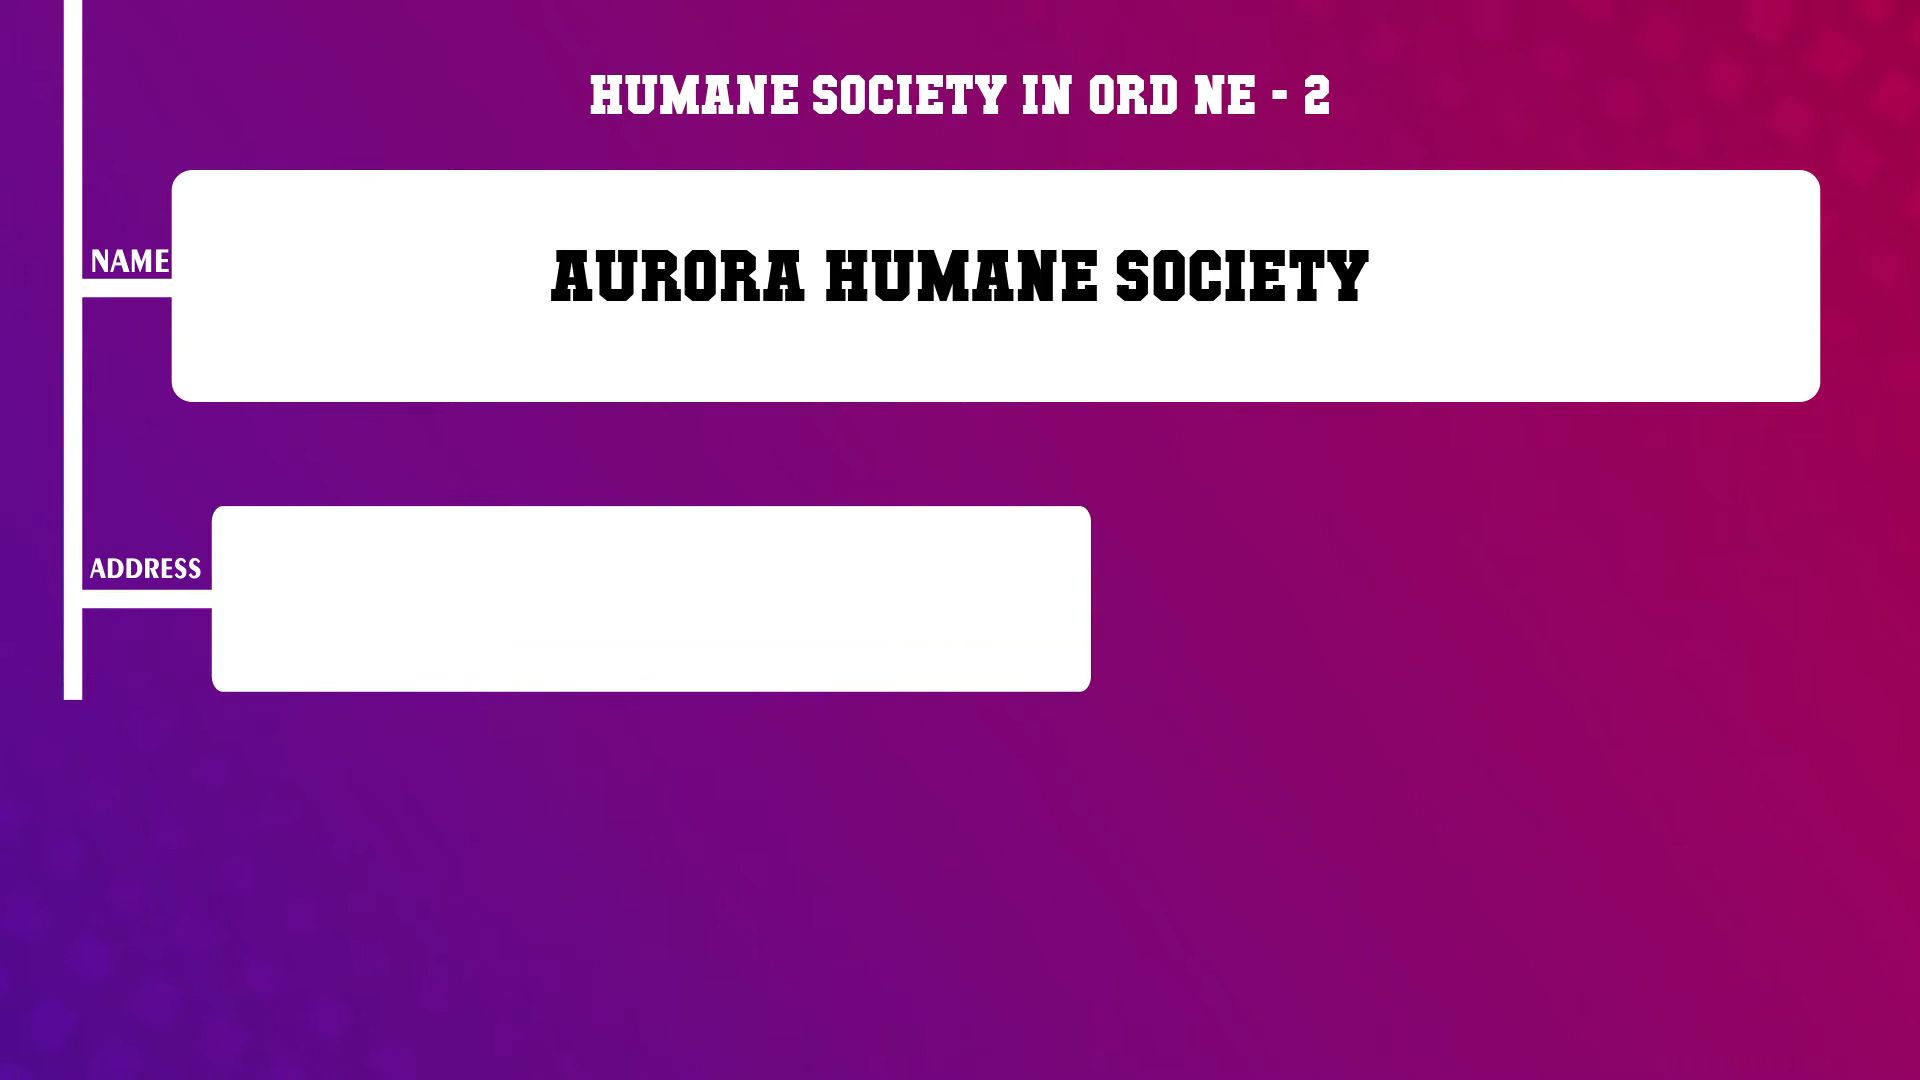 HUMANE SOCIETY IN ORD NE - 2
NAME
AURORA HUMANE SOCIETY
ADDRESS